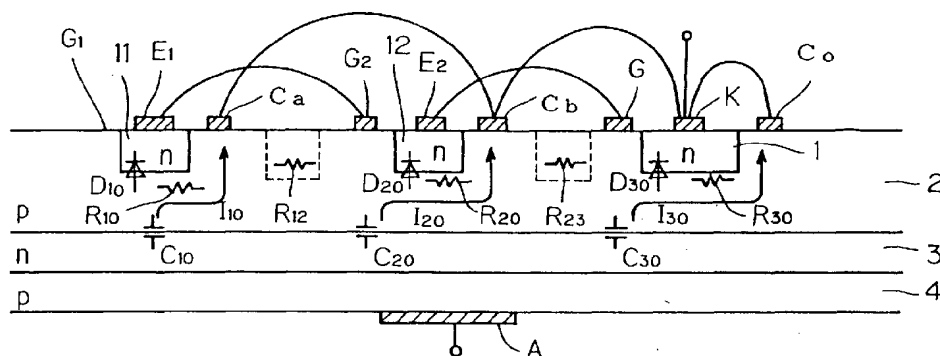 G1 11 E1 Ca G2 12 E2 Cb G K Co
n n n 1
D10 D20 D30 2
R10 I10 R12 I20 R20 R23 I30 R30
p
n C10 C20 C30 3
p 4
A